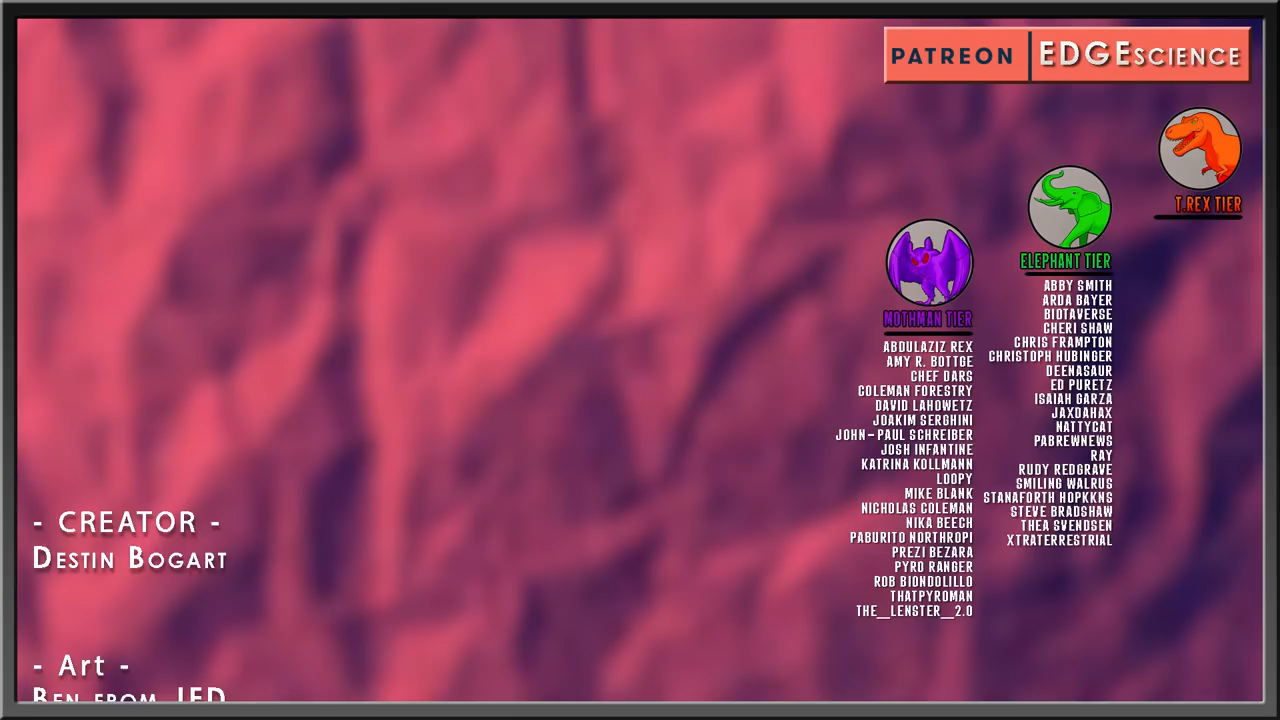 PATREON EDGESCIENCE
T.REX TIER
ELEPHANT TIER
ABBY SMITH
ARDA BAYER
BIOTAVERSE
CHERI SHAW
CHRIS FRAMPTON
CHRISTOPH HUBINGER
DEENASAUR
ED PURETZ
ISAIAH GARZA
JAXDAHAX
NATTYCAT
PABREWNEWS
RAY
RUDY REDGRAVE
SMILING WALRUS
STANAFORTH HOPKKNS
STEVE BRADSHAW
THEA SVENDSEN
XTRATERRESTRIAL
MOTHMAN TIER
ABDULAZIZ REX
AMY R. BOTTGE
CHEF DARS
COLEMAN FORESTRY
DAVID LAHOWETZ
JOAKIM SERGHINI
JOHN-PAUL SCHREIBER
JOSH INFANTINE
KATRINA KOLLMANN
LOOPY
MIKE BLANK
NICHOLAS COLEMAN
NIKA BEECH
PABURITO NORTHROPI
PREZI BEZARA
PYRO RANGER
ROB BIONDOLILLO
THATPYROMAN
THE__LENSTER__2.0
- CREATOR -
DESTIN BOGART
- Art -
BEN FROM JED